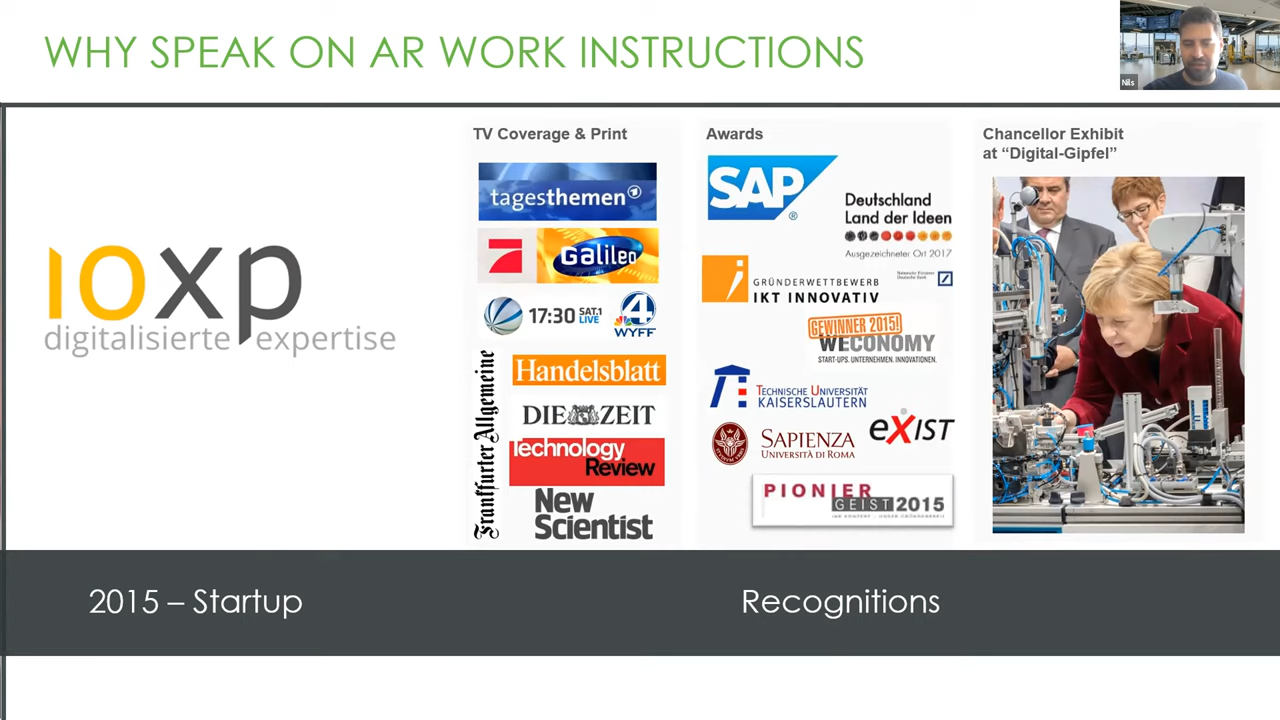 WHY SPEAK ON AR WORK INSTRUCTIONS
Nils
ioxp
digitalisierte expertise
TV Coverage & Print
tagesthemen
Galileo
17:30 SAT.1
LIVE
4
WYFF
Frankfurter Allgemeine
Handelsblatt
DIE ZEIT
Technology
Review
New
Scientist
Awards
SAP
®
Deutschland
Land der Ideen
Ausgezeichneter Ort 2017
GRÜNDERWETTBEWERB
IKT INNOVATIV
GEWINNER 2015!
WECONOMY
START-UPS. UNTERNEHMEN. INNOVATIONEN.
TECHNISCHE UNIVERSITÄT
KAISERSLAUTERN
SAPIENZA
UNIVERSITÀ DI ROMA
eXIST
PIONIER
GEIST 2015
Chancellor Exhibit
at “Digital-Gipfel”
2015 – Startup
Recognitions